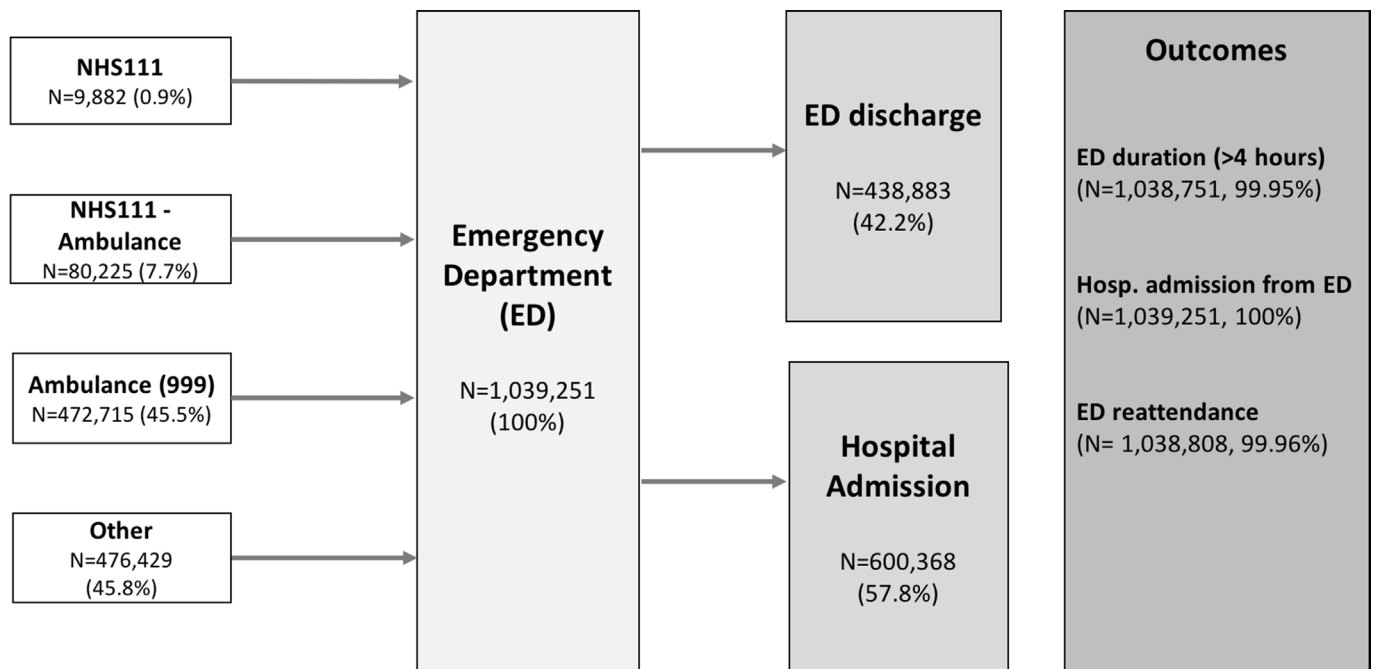 NHS111
N=9,882 (0.9%)
NHS111 -
Ambulance
N=80,225 (7.7%)
Ambulance (999)
N=472,715 (45.5%)
Other
N=476,429
(45.8%)
Emergency
Department
(ED)
N=1,039,251
(100%)
ED discharge
N=438,883
(42.2%)
Hospital
Admission
N=600,368
(57.8%)
Outcomes
ED duration (>4 hours)
(N=1,038,751, 99.95%)
Hosp. admission from ED
(N=1,039,251, 100%)
ED reattendance
(N= 1,038,808, 99.96%)